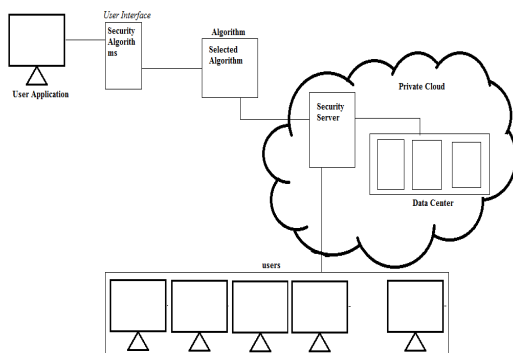 User Interface
Security
Algorith
ms
User Application
Algorithm
Selected
Algorithm
Private Cloud
Security
Server
Data Center
users